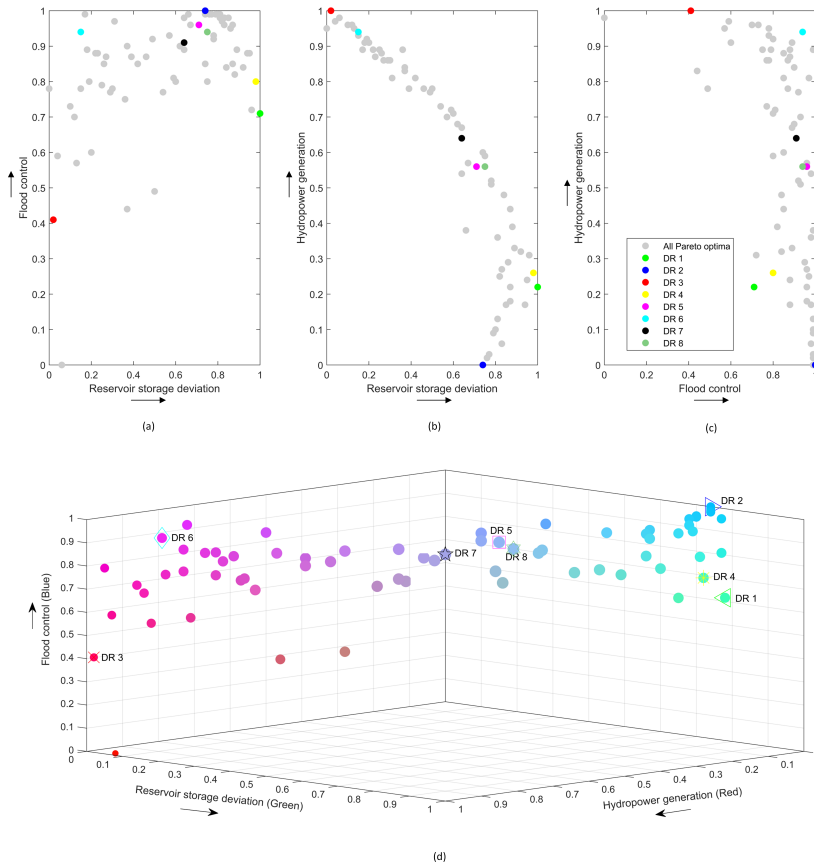 1
0.9
0.8
0.7
0.6
0.5
0.4
0.3
0.2
0.1
0
Flood control
0 0.2 0.4 0.6 0.8 1
Reservoir storage deviation
(a)
1
0.9
0.8
0.7
0.6
0.5
0.4
0.3
0.2
0.1
0
Hydropower generation
0 0.2 0.4 0.6 0.8 1
Reservoir storage deviation
(b)
1
0.9
0.8
0.7
0.6
0.5
0.4
0.3
0.2
0.1
0
Hydropower generation
All Pareto optima
DR 1
DR 2
DR 3
DR 4
DR 5
DR 6
DR 7
DR 8
0 0.2 0.4 0.6 0.8 1
Flood control
(c)
1
0.9
0.8
0.7
0.6
0.5
0.4
0.3
0.2
0.1
0
Flood control (Blue)
DR 2
DR 6
DR 5
DR 8
DR 7
DR 4
DR 1
DR 3
0 0.1 0.2 0.3 0.4 0.5 0.6 0.7 0.8 0.9 1
Reservoir storage deviation (Green)
1 0.9 0.8 0.7 0.6 0.5 0.4 0.3 0.2 0.1
Hydropower generation (Red)
(d)